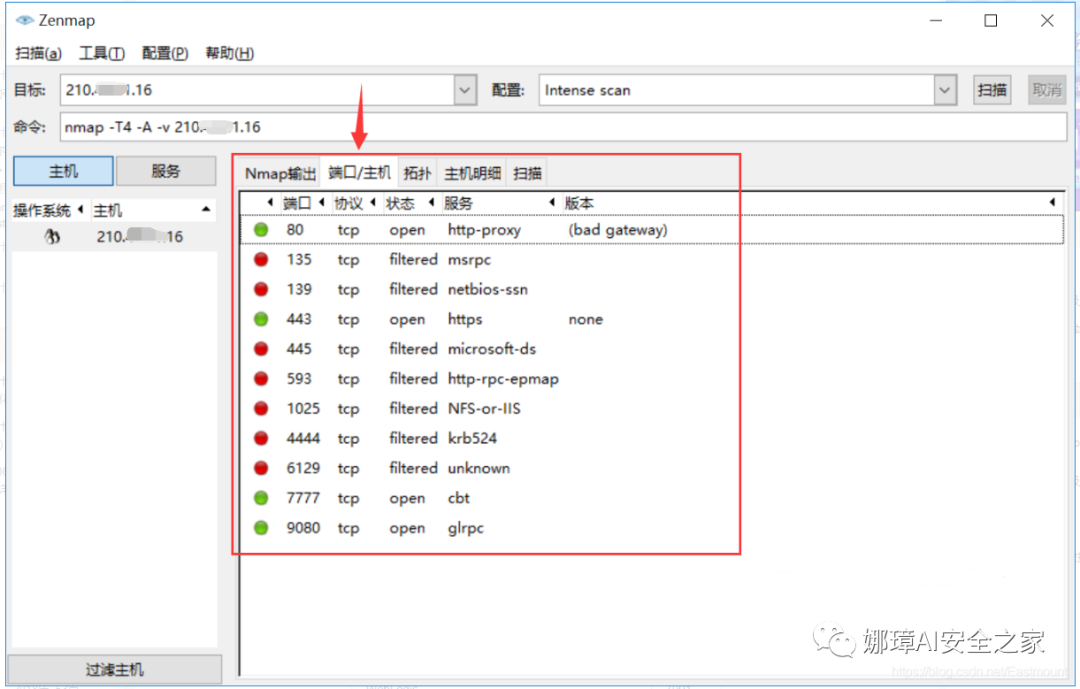 Zenmap
扫描(a) 工具(T) 配置(P) 帮助(H)
目标: 210. .16 配置: Intense scan 扫描 取消
命令: nmap -T4 -A -v 210. 1.16
主机 服务
Nmap输出 端口/主机 拓扑 主机明细 扫描
操作系统 主机
210. 16
端口 协议 状态 服务 版本
80 tcp open http-proxy (bad gateway)
135 tcp filtered msrpc
139 tcp filtered netbios-ssn
443 tcp open https none
445 tcp filtered microsoft-ds
593 tcp filtered http-rpc-epmap
1025 tcp filtered NFS-or-IIS
4444 tcp filtered krb524
6129 tcp filtered unknown
7777 tcp open cbt
9080 tcp open glrpc
过滤主机
娜璋AI安全之家
https://blog.csdn.net/Eastmount